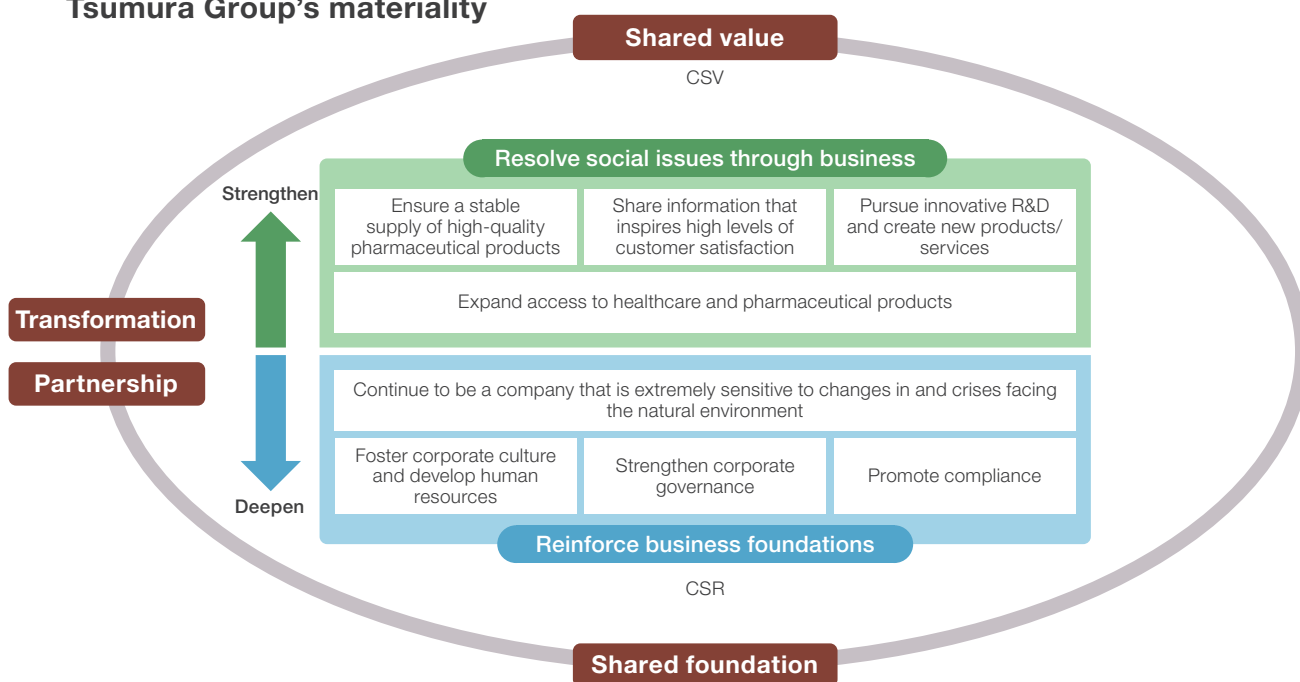 Tsumura Group's materiality
Shared value
CSV
Resolve social issues through business
Strengthen
Ensure a stable
supply of high-quality
pharmaceutical products
Share information that
inspires high levels of
customer satisfaction
Pursue innovative R&D
and create new products/
services
Expand access to healthcare and pharmaceutical products
Transformation
Partnership
Continue to be a company that is extremely sensitive to changes in and crises facing
the natural environment
Foster corporate culture
and develop human
resources
Strengthen corporate
governance
Promote compliance
Deepen
Reinforce business foundations
CSR
Shared foundation